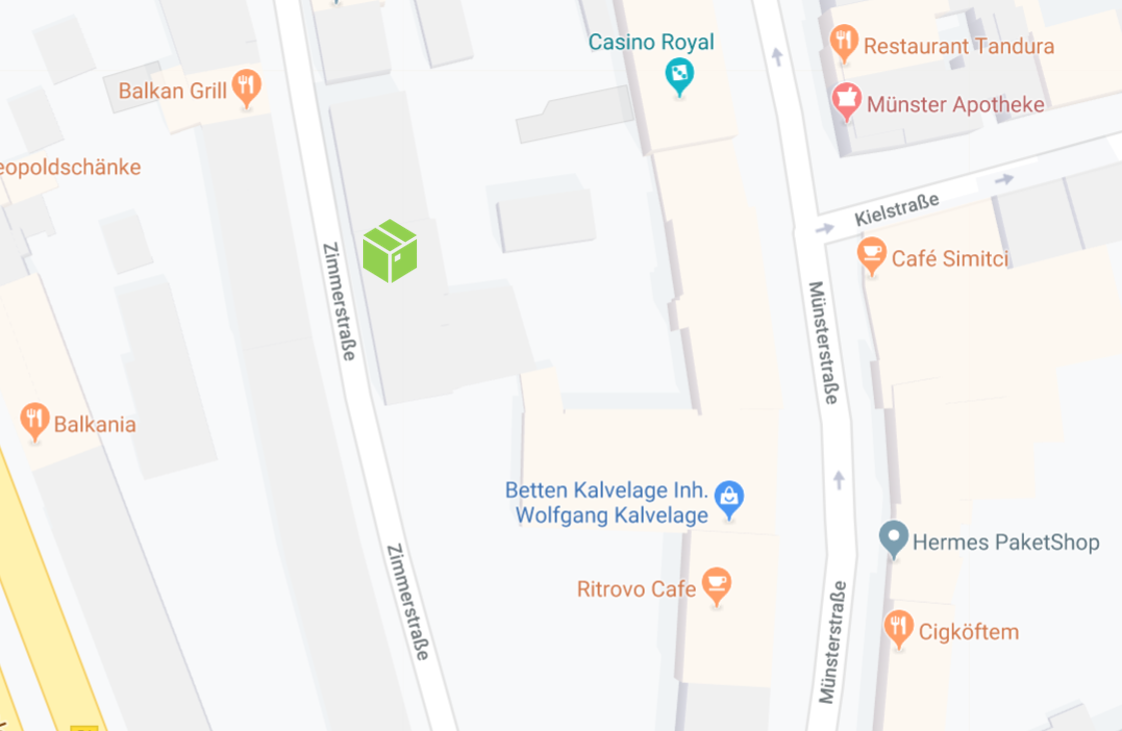 Casino Royal
Restaurant Tandura
Balkan Grill
Münster Apotheke
eopoldschänke
Kielstraße
Café Simitci
Zimmerstraße
Münsterstraße
Balkania
Betten Kalvelage Inh.
Wolfgang Kalvelage
Hermes PaketShop
Zimmerstraße
Ritrovo Cafe
Münsterstraße
Cigköftem